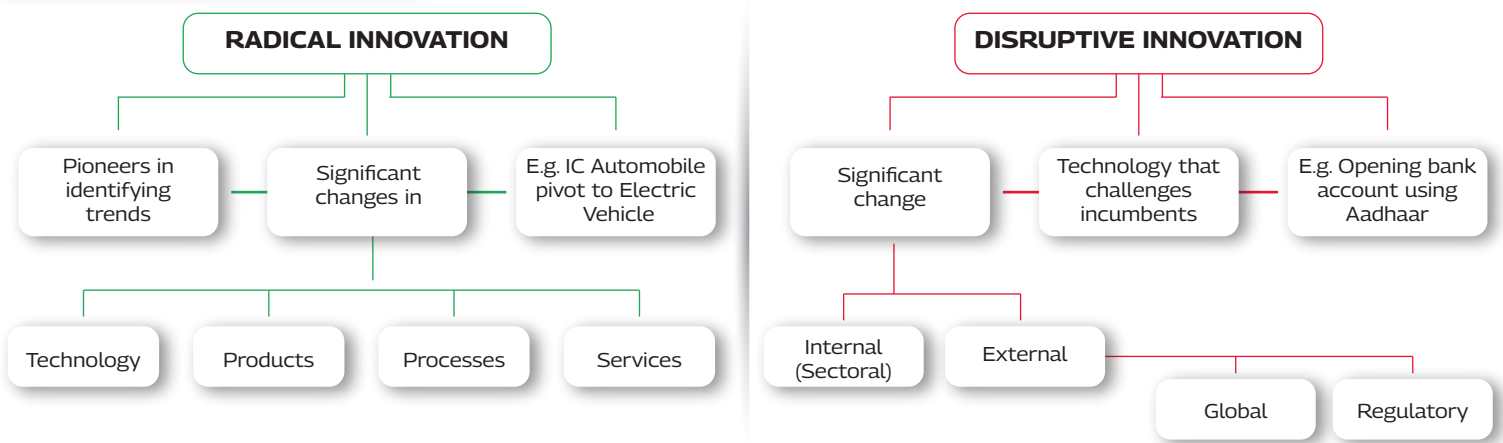 RADICAL INNOVATION
Pioneers in
identifying
trends
Significant
changes in
E.g. IC Automobile
pivot to Electric
Vehicle
Technology
Products
Processes
Services
DISRUPTIVE INNOVATION
Significant
change
Technology that
challenges
incumbents
E.g. Opening bank
account using
Aadhaar
Internal
(Sectoral)
External
Global
Regulatory